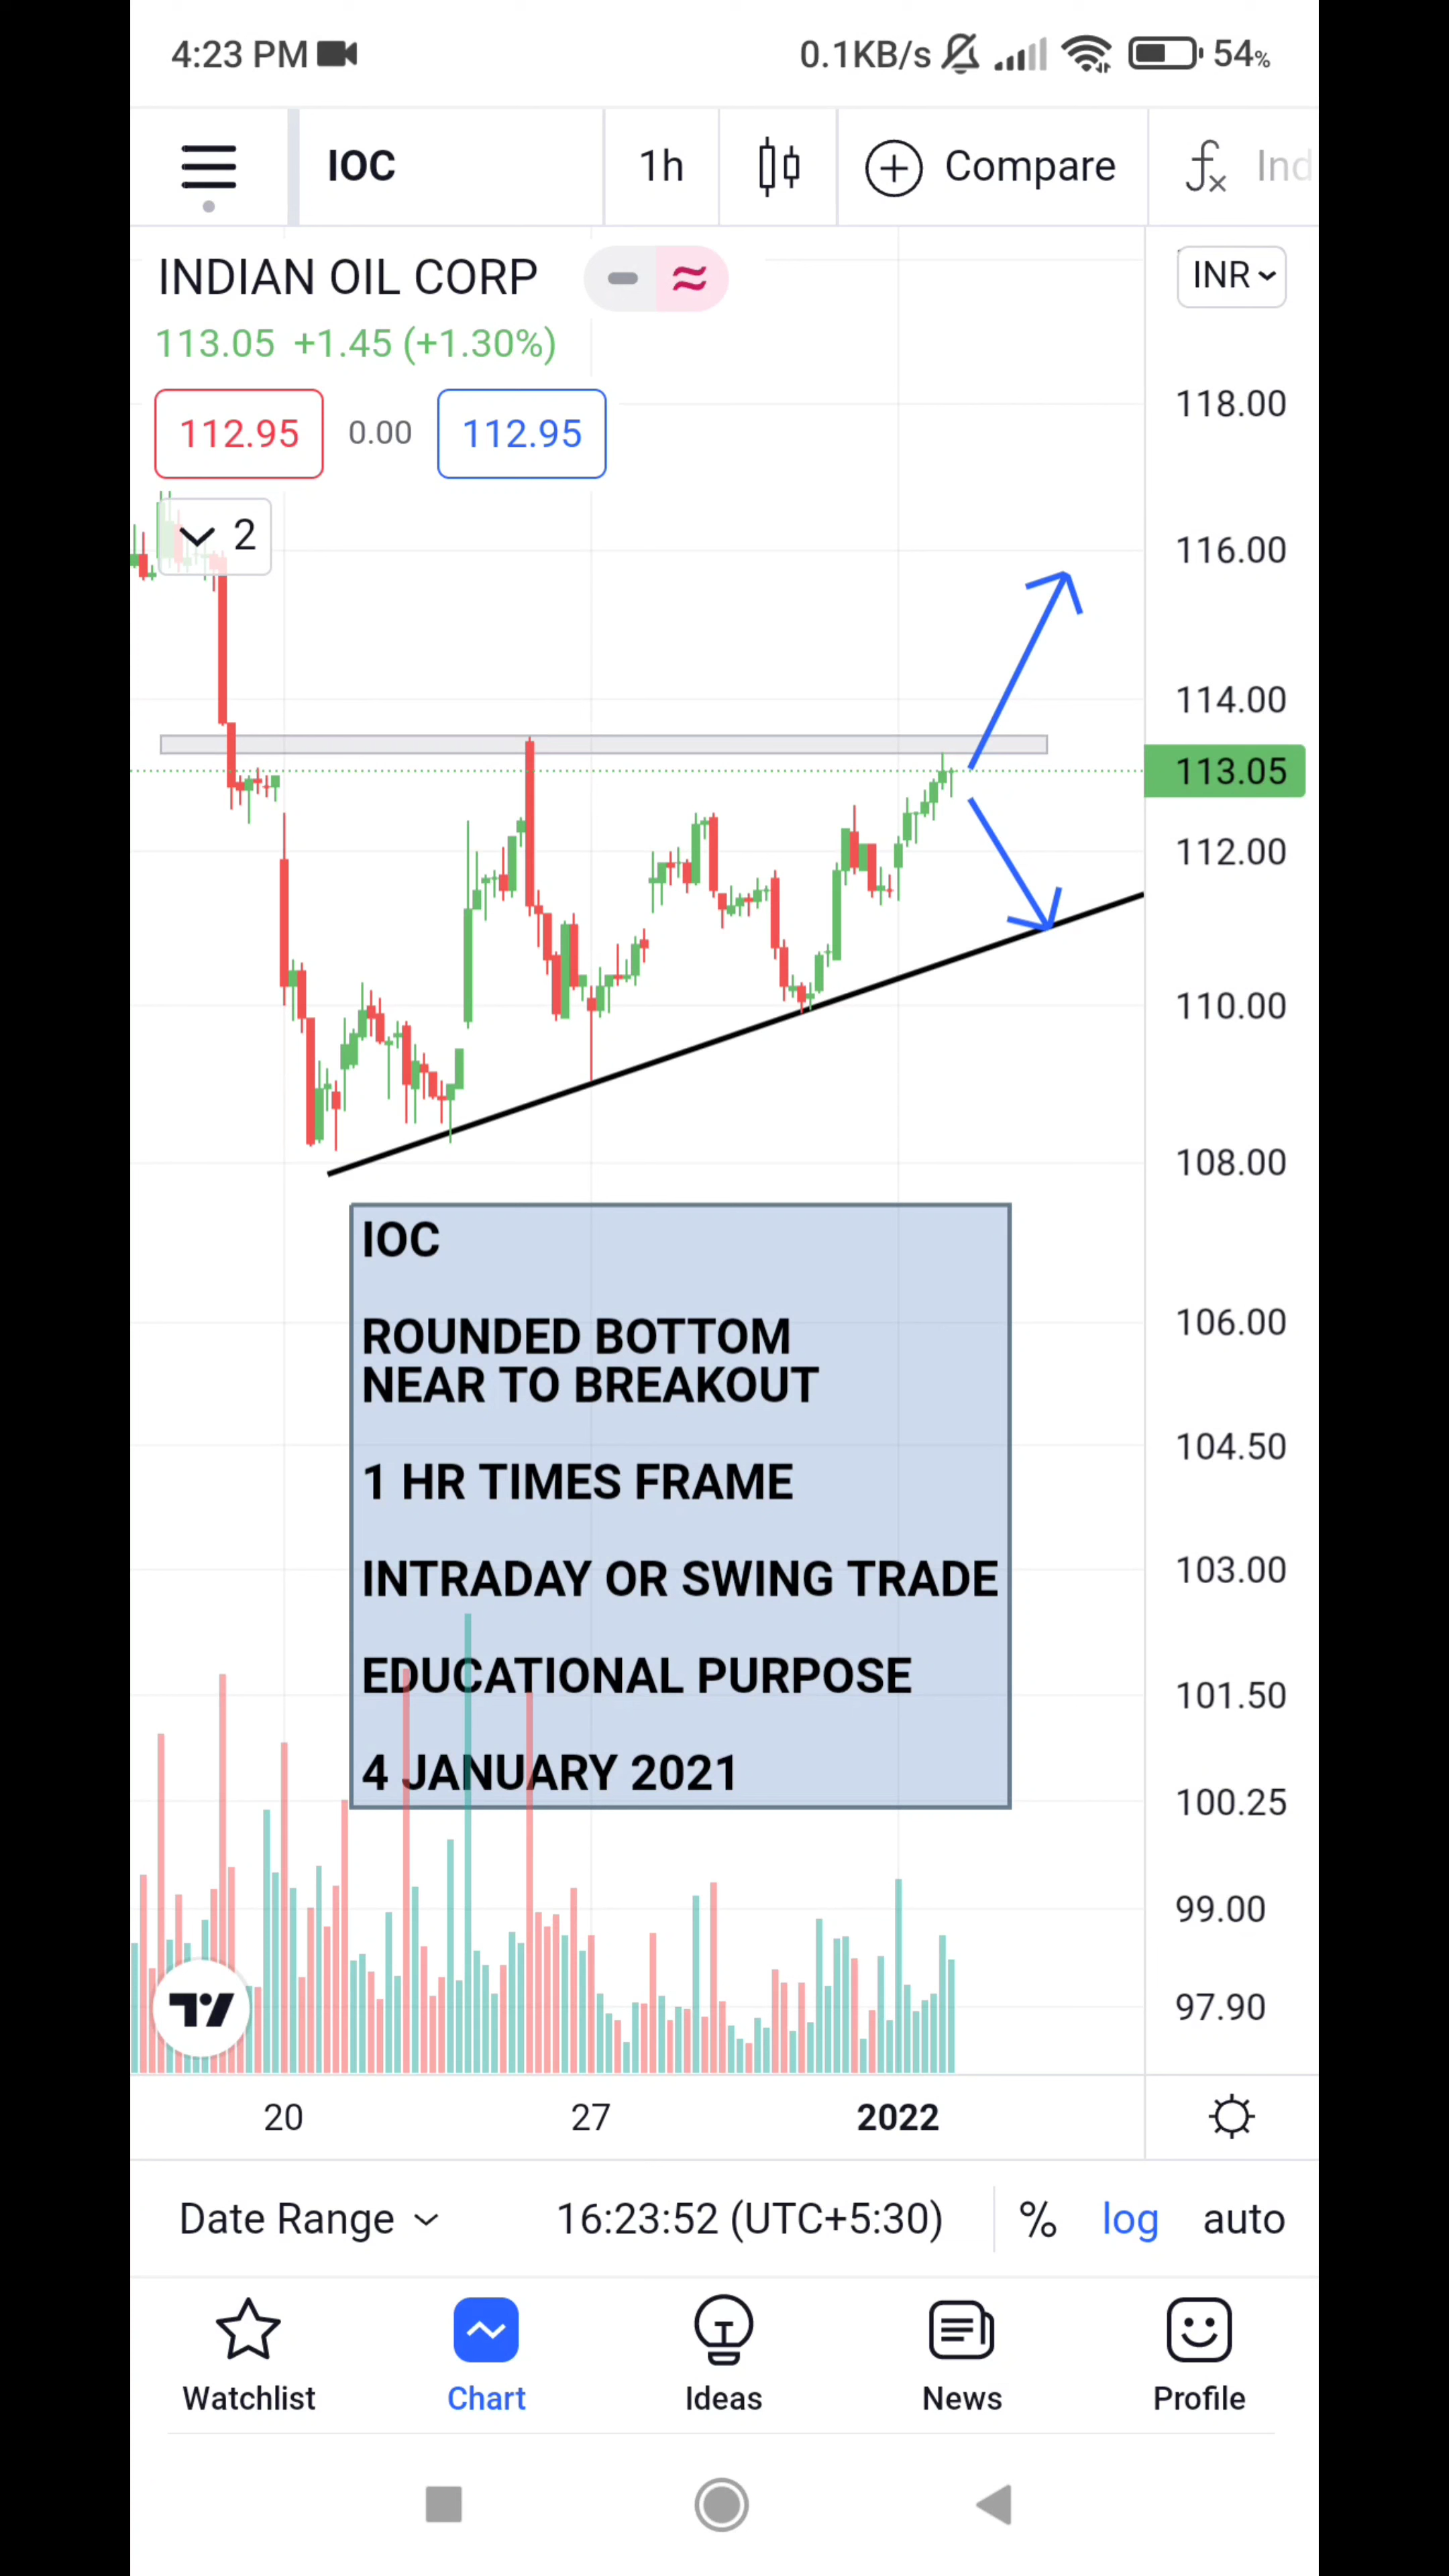 4:23 PM 0.1KB/s 54%
IOC 1h Compare Ind
INDIAN OIL CORP INR
113.05 +1.45 (+1.30%)
112.95 0.00 112.95
2
118.00
116.00
114.00
113.05
112.00
110.00
108.00
106.00
104.50
103.00
101.50
100.25
99.00
97.90
IOC
ROUNDED BOTTOM
NEAR TO BREAKOUT
1 HR TIMES FRAME
INTRADAY OR SWING TRADE
EDUCATIONAL PURPOSE
4 JANUARY 2021
20 27 2022
Date Range 16:23:52 (UTC+5:30) % log auto
Watchlist Chart Ideas News Profile